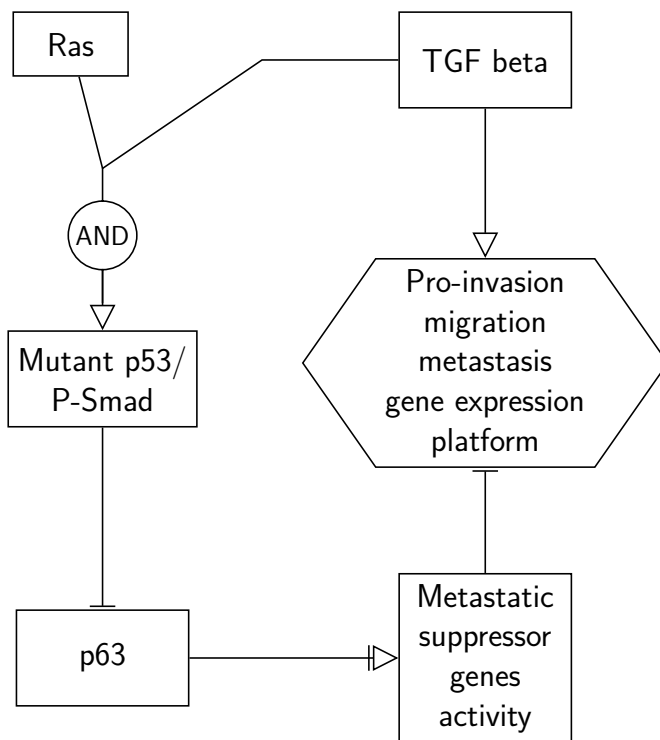 Ras
TGF beta
AND
Pro-invasion
migration
metastasis
gene expression
platform
Mutant p53/
P-Smad
p63
Metastatic
suppressor
genes
activity